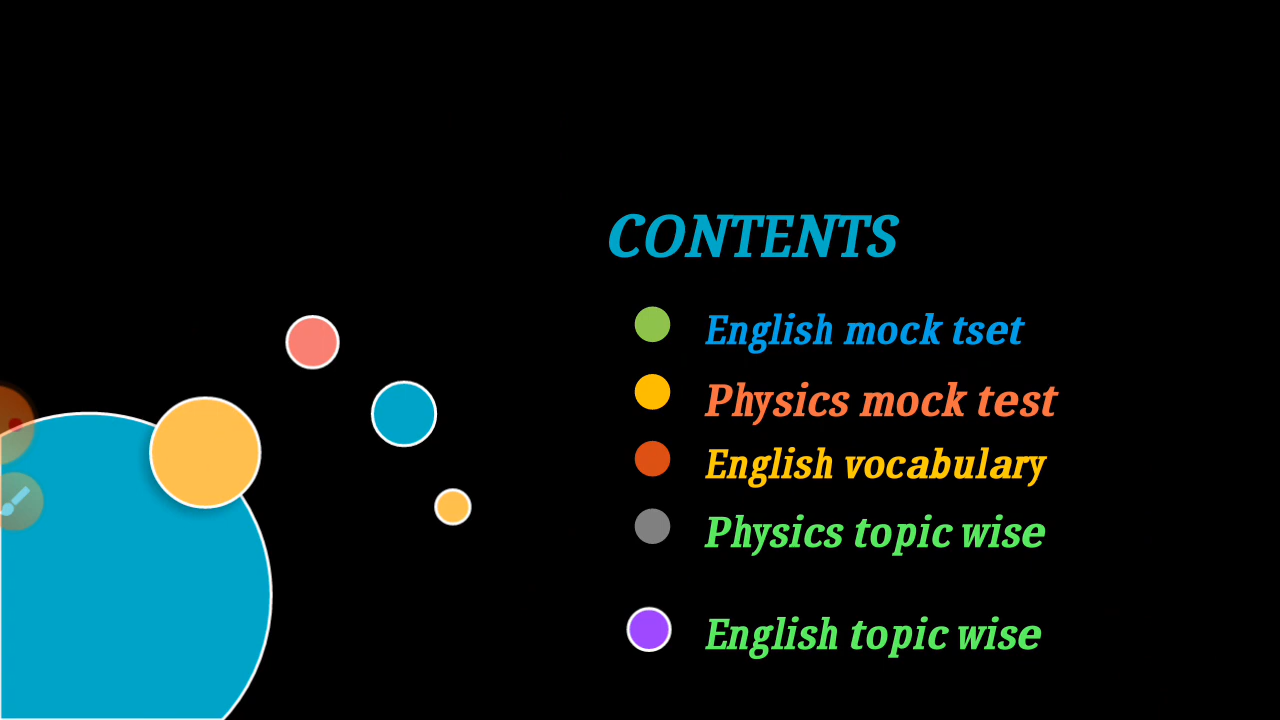 CONTENTS
English mock tset
Physics mock test
English vocabulary
Physics topic wise
English topic wise